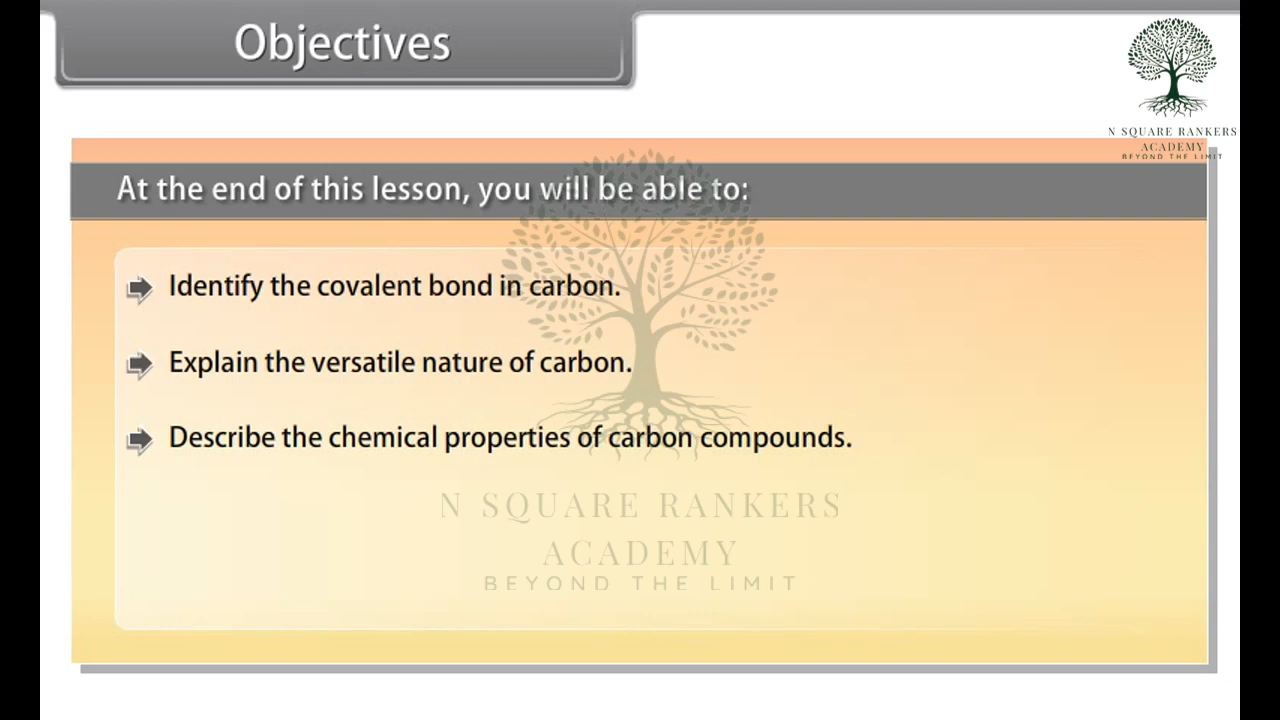 Objectives
N SQUARE RANKERS
ACADEMY
BEYOND THE LIMIT
At the end of this lesson, you will be able to:
Identify the covalent bond in carbon.
Explain the versatile nature of carbon.
Describe the chemical properties of carbon compounds.
N SQUARE RANKERS
ACADEMY
BEYOND THE LIMIT